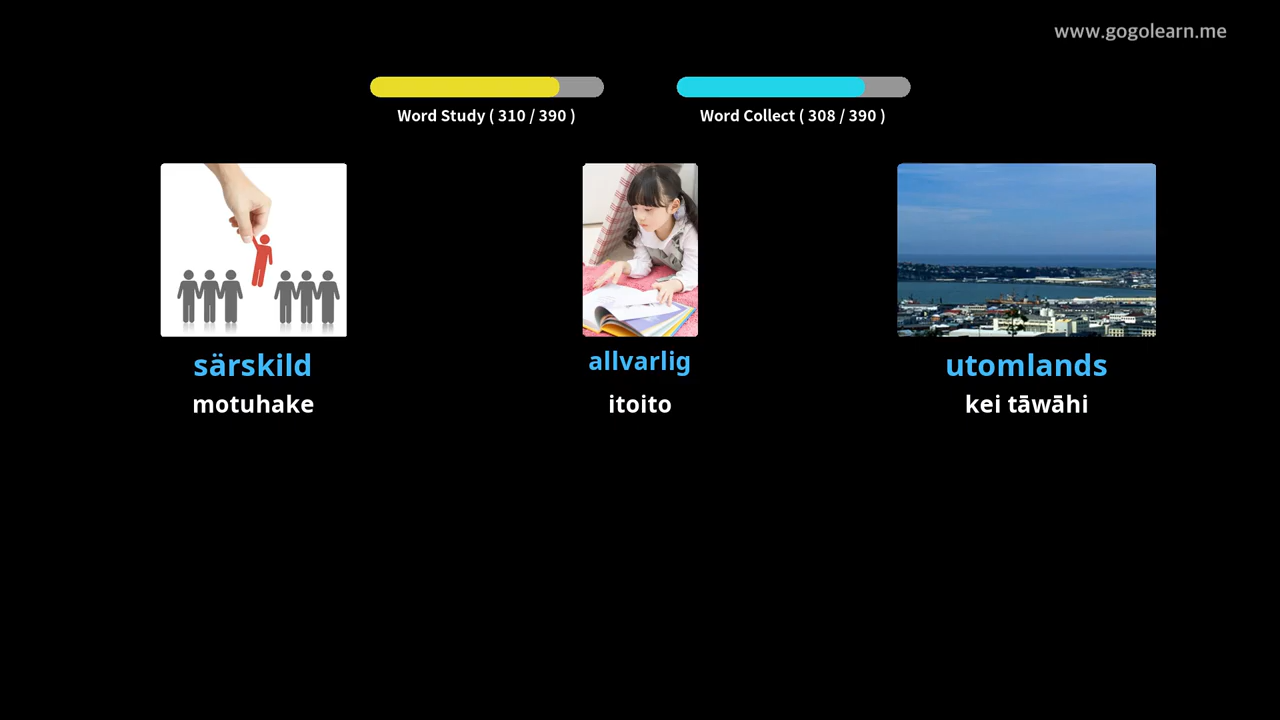 www.gogolearn.me
Word Study ( 310 / 390 )
Word Collect ( 308 / 390 )
särskild
allvarlig
utomlands
motuhake
itoito
kei tāwāhi